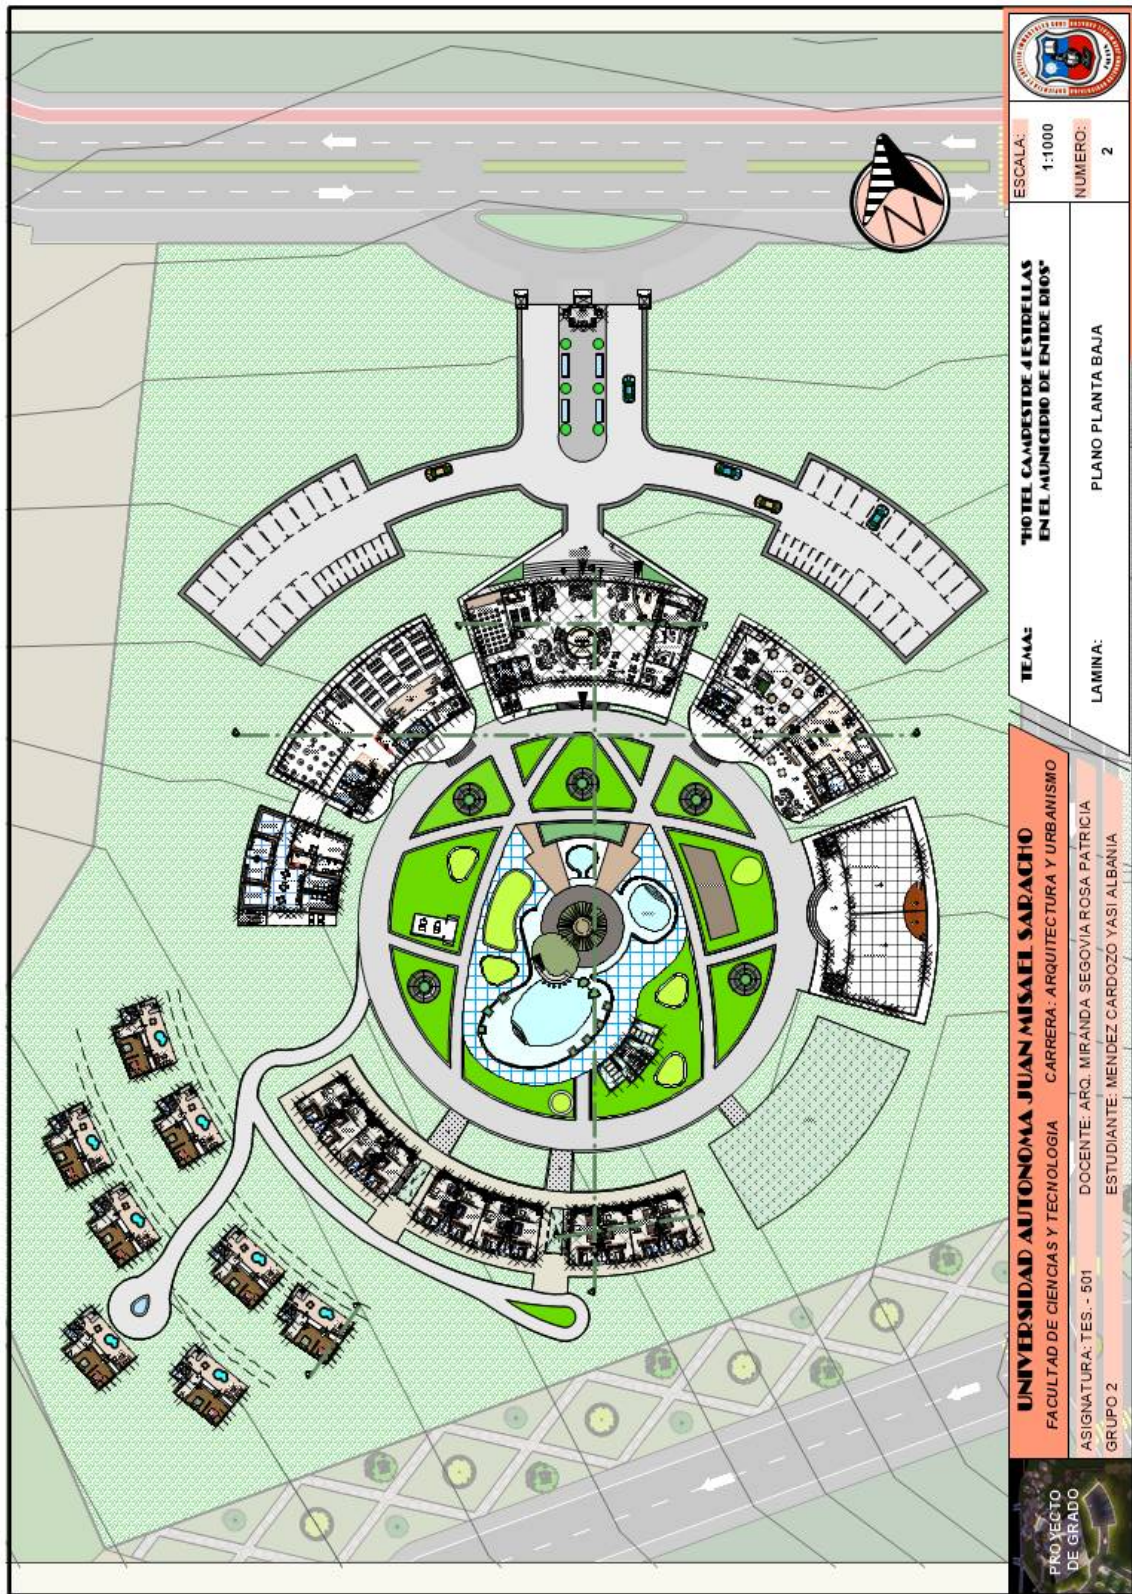 UNIVERSIDAD AUTONOMA JUAN MISAEL SARACHO
FACULTAD DE CIENCIAS Y TECNOLOGIA CARRERA: ARQUITECTURA Y URBANISMO
ASIGNATURA: TES. - 501 DOCENTE: ARQ. MIRANDA SEGOVIA ROSA PATRICIA
GRUPO 2 ESTUDIANTE: MENDEZ CARDOZO YASI ALBANIA
TEMA: "HOTEL CAMPESTRE 4 ESTRELLAS
EN EL MUNICIPIO DE ENTRE RIOS"
LAMINA: PLANO PLANTA BAJA
ESCALA:
1:1000
NUMERO:
2
PROYECTO
DE GRADO
N